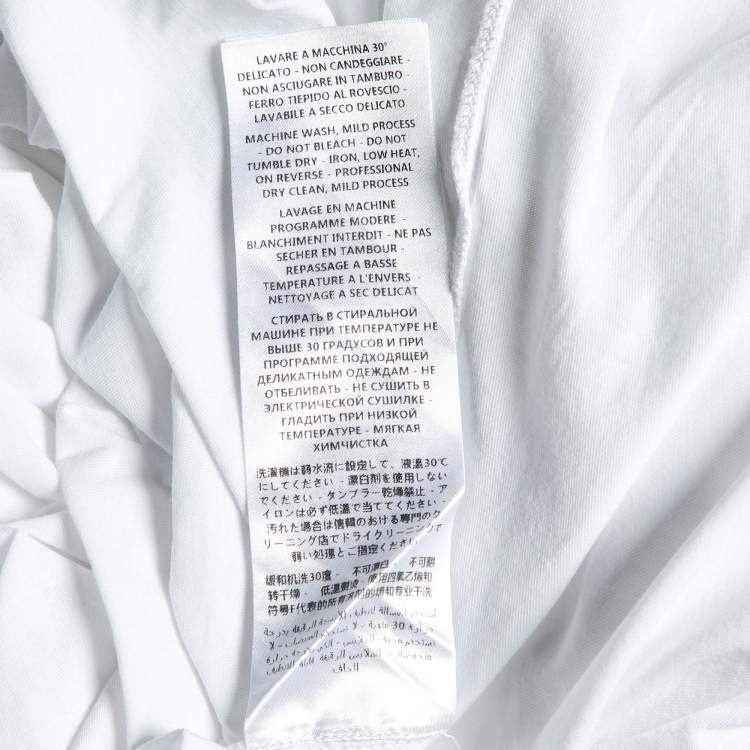 LAVARE A MACCHINA 30°
DELICATO - NON CANDEGGIARE -
NON ASCIUGARE IN TAMBURO -
FERRO TIEPIDO AL ROVESCIO -
LAVABILE A SECCO DELICATO
MACHINE WASH, MILD PROCESS
- DO NOT BLEACH - DO NOT
TUMBLE DRY - IRON, LOW HEAT,
ON REVERSE - PROFESSIONAL
DRY CLEAN, MILD PROCESS
LAVAGE EN MACHINE
PROGRAMME MODERE -
BLANCHIMENT INTERDIT - NE PAS
SECHER EN TAMBOUR -
REPASSAGE A BASSE
TEMPERATURE A L'ENVERS -
NETTOYAGE A SEC DELICAT
СТИРАТЬ В СТИРАЛЬНОЙ
МАШИНЕ ПРИ ТЕМПЕРАТУРЕ НЕ
ВЫШЕ 30 ГРАДУСОВ И ПРИ
ПРОГРАММЕ ПОДХОДЯЩЕЙ
ДЕЛИКАТНЫМ ОДЕЖДАМ - НЕ
ОТБЕЛИВАТЬ - НЕ СУШИТЬ В
ЭЛЕКТРИЧЕСКОЙ СУШИЛКЕ -
ГЛАДИТЬ ПРИ НИЗКОЙ
ТЕМПЕРАТУРЕ - МЯГКАЯ
ХИМЧИСТКА
洗濯機は弱水流に設定して、液温30℃
にしてください - 漂白剤を使用しない
でください - タンブラー乾燥禁止 - ア
イロンは必ず低温で当ててください -
汚れた場合は信頼のおける専門のク
リーニング店でドライクリーニングで
弱い処理とご指定ください
缓和机洗30度 - 不可漂白 - 不可翻
转干燥 - 低温熨烫 - 使用四氯乙烯和
符号F代表的所有溶剂的缓和专业干洗